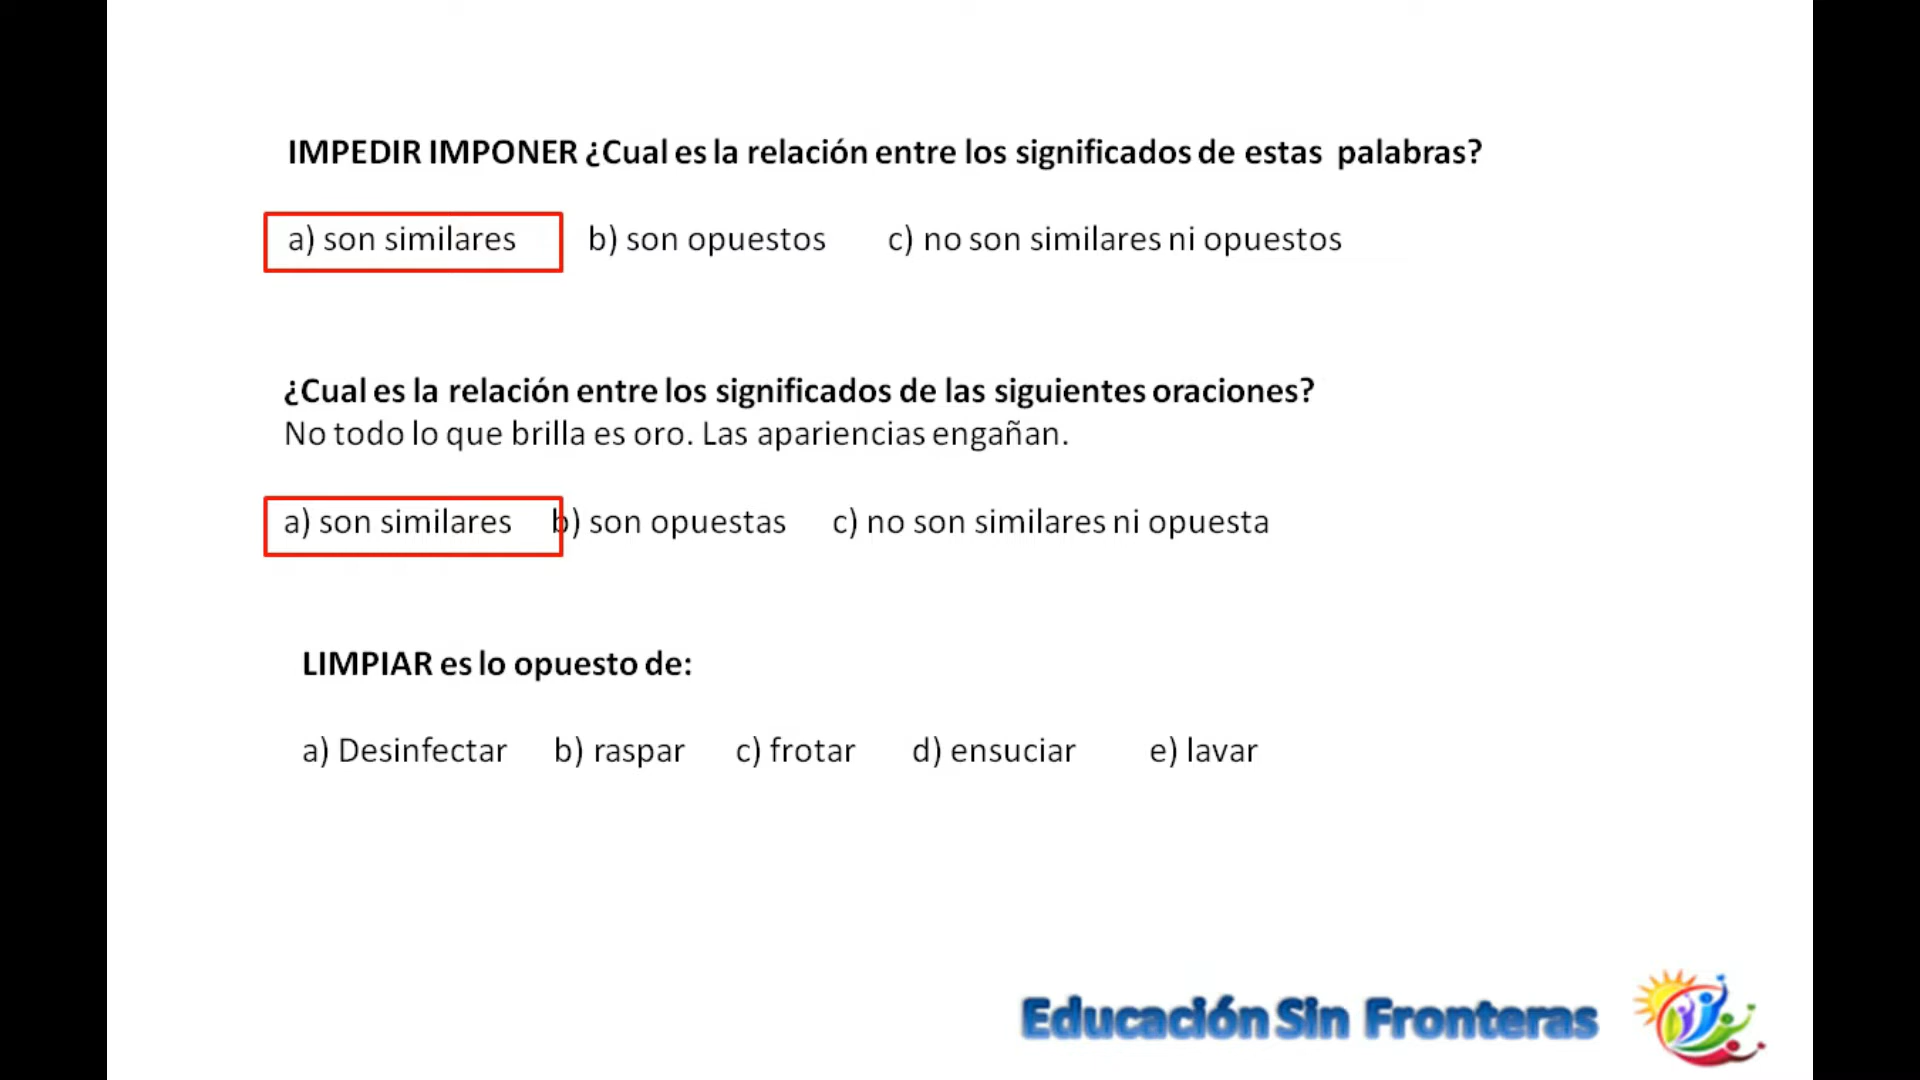 IMPEDIR IMPONER ¿Cual es la relación entre los significados de estas palabras?
a) son similares b) son opuestos c) no son similares ni opuestos
¿Cual es la relación entre los significados de las siguientes oraciones?
No todo lo que brilla es oro. Las apariencias engañan.
a) son similares b) son opuestas c) no son similares ni opuesta
LIMPIAR es lo opuesto de:
a) Desinfectar b) raspar c) frotar d) ensuciar e) lavar
Educación Sin Fronteras